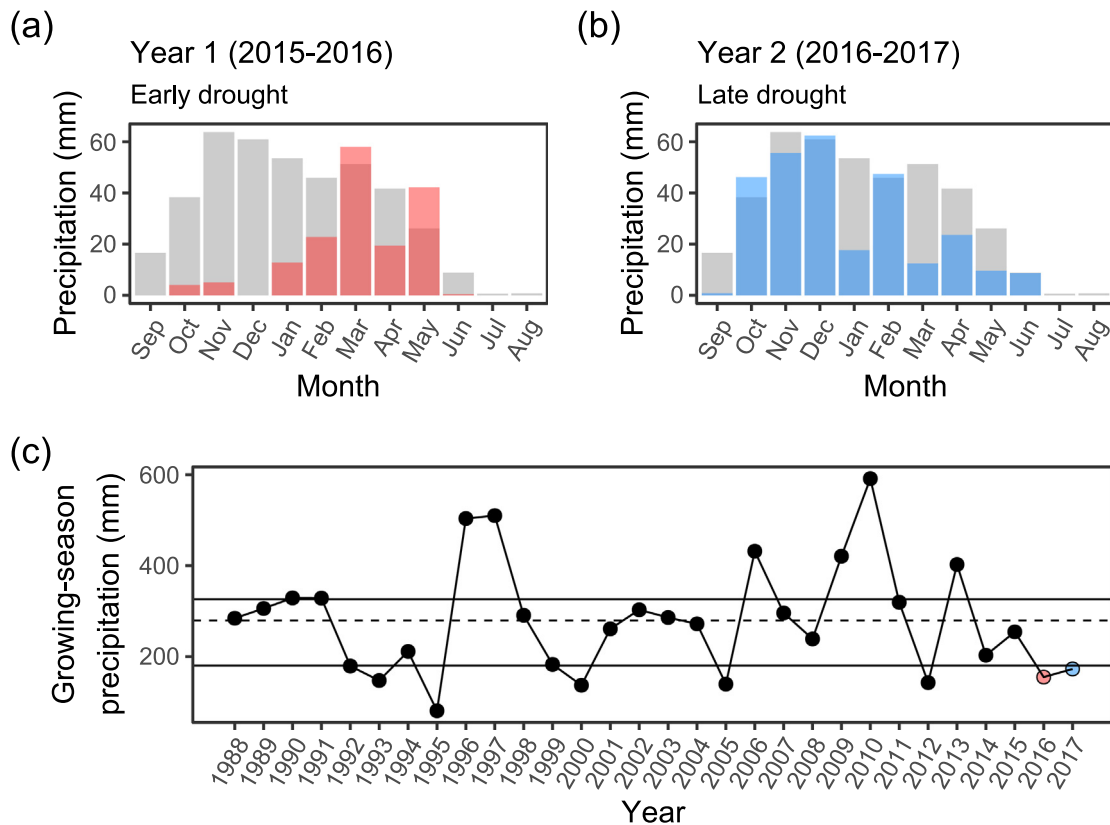 (a)
Year 1 (2015-2016)
Early drought
Precipitation (mm)
60
40
20
0
Sep Oct Nov Dec Jan Feb Mar Apr May Jun Jul Aug
Month
(b)
Year 2 (2016-2017)
Late drought
Precipitation (mm)
60
40
20
0
Sep Oct Nov Dec Jan Feb Mar Apr May Jun Jul Aug
Month
(c)
Growing-season
precipitation (mm)
600
400
200
1988 1989 1990 1991 1992 1993 1994 1995 1996 1997 1998 1999 2000 2001 2002 2003 2004 2005 2006 2007 2008 2009 2010 2011 2012 2013 2014 2015 2016 2017
Year